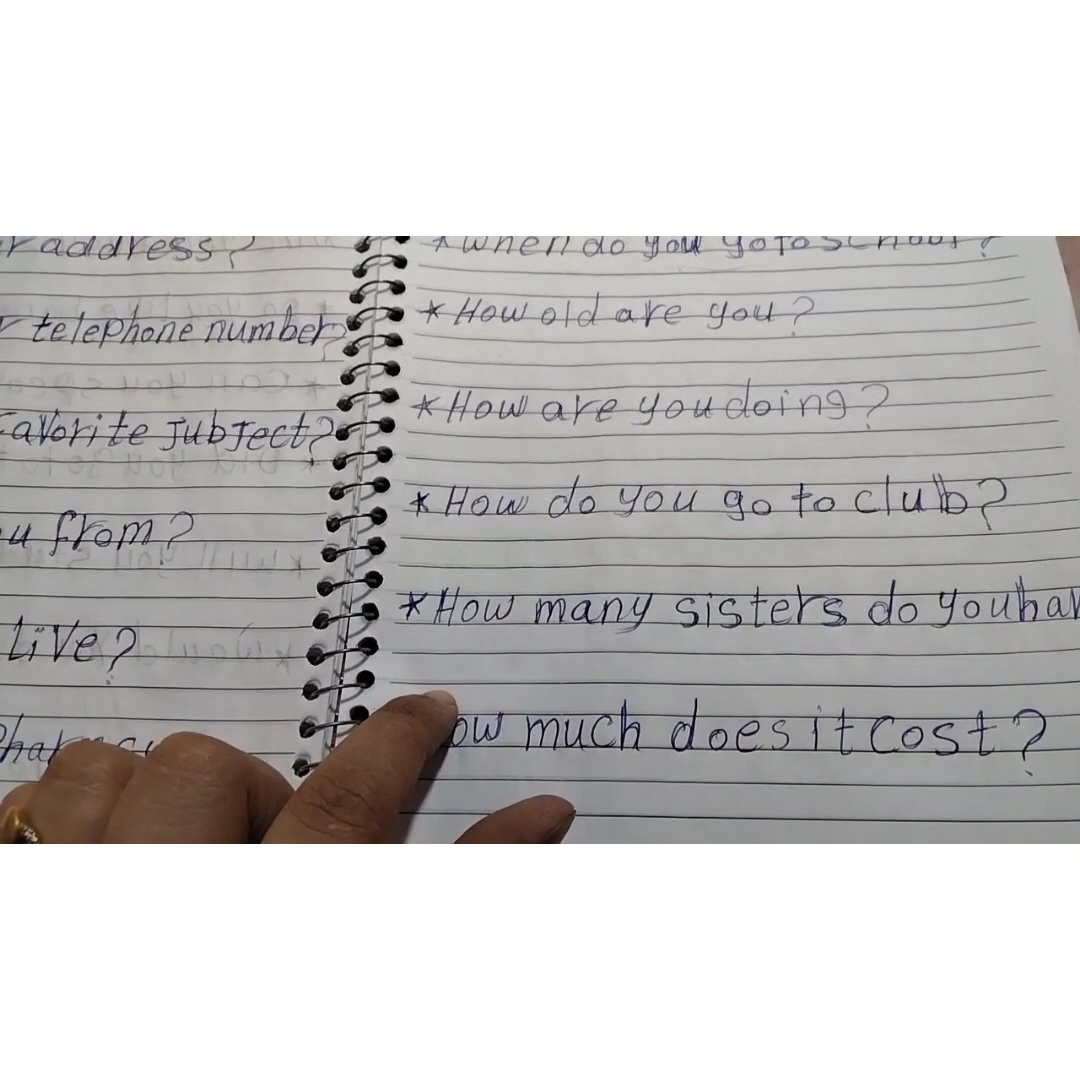 r address?
r telephone number?
Favorite Jubject?
u from?
live?
* When do you go to school?
* How old are you?
* How are you doing?
* How do you go to club?
* How many sisters do you hav
ow much does it cost?